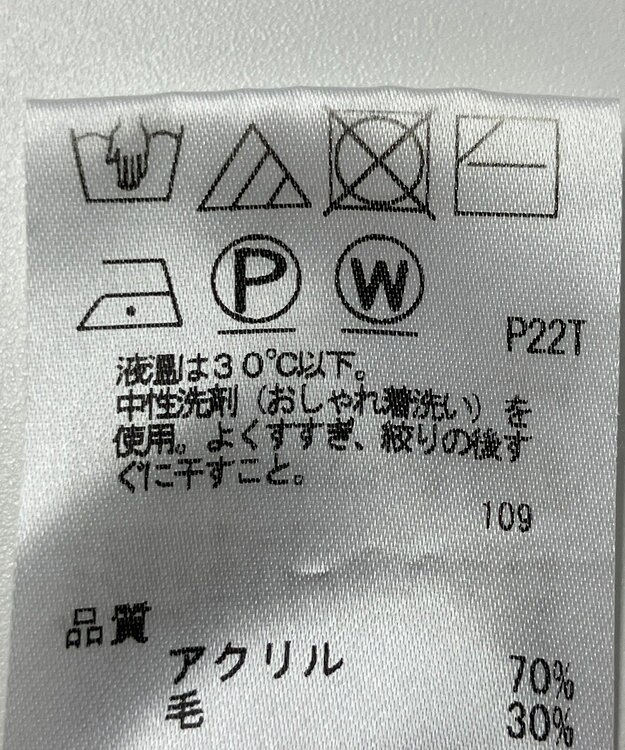 P W
P22T
液温は30℃以下。
中性洗剤（おしゃれ着洗い）を
使用。よくすすぎ、絞りの後す
ぐに干すこと。
109
品質
アクリル 70%
毛 30%